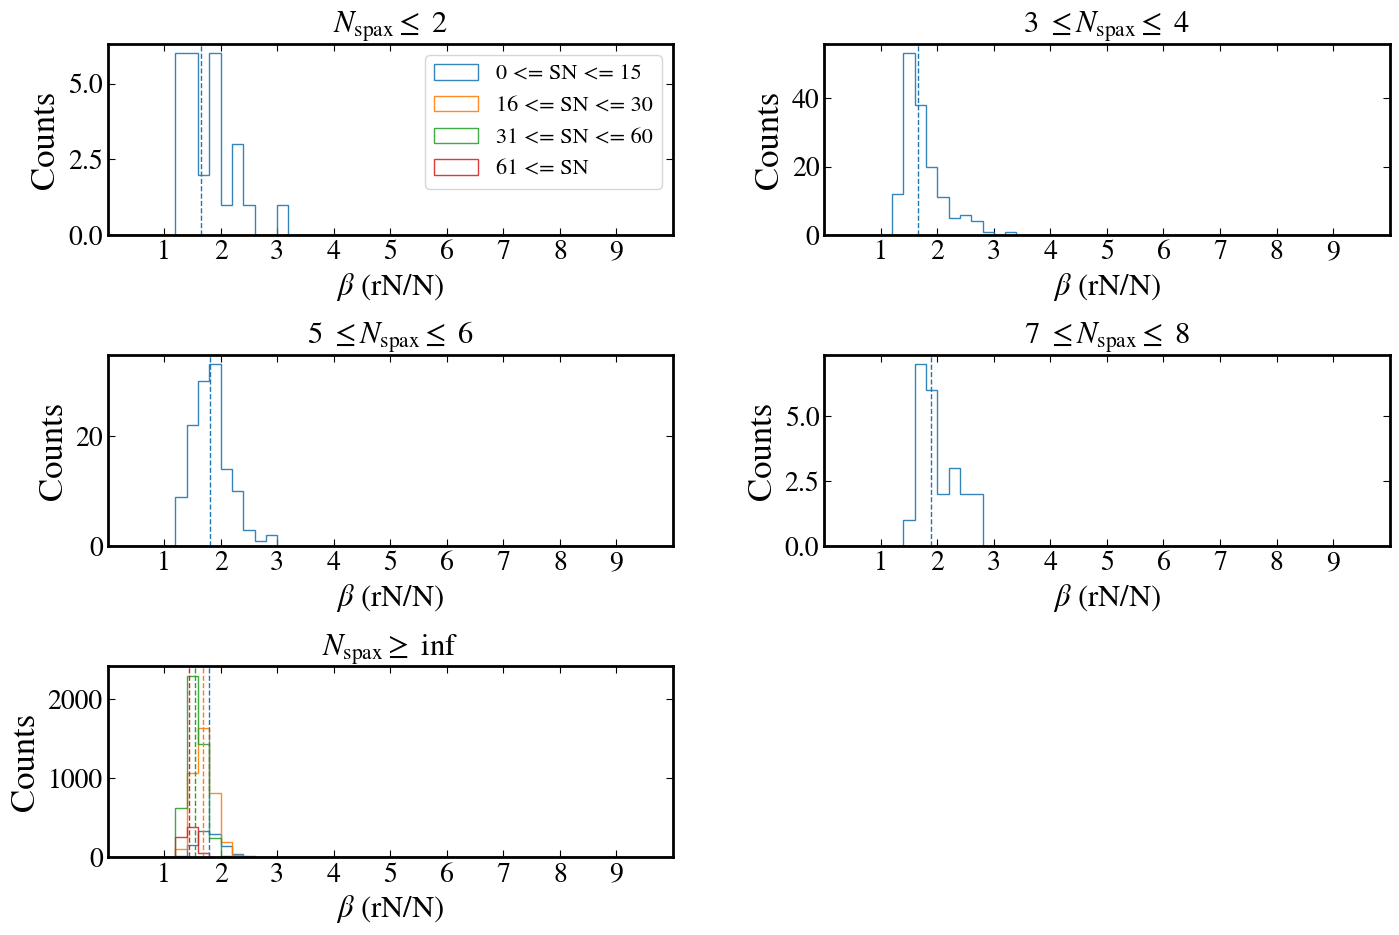 N_spax ≤ 2
Counts
5.0
2.5
0.0
0 <= SN <= 15
16 <= SN <= 30
31 <= SN <= 60
61 <= SN
1 2 3 4 5 6 7 8 9
β (rN/N)
3 ≤ N_spax ≤ 4
Counts
40
20
0
1 2 3 4 5 6 7 8 9
β (rN/N)
5 ≤ N_spax ≤ 6
Counts
20
0
1 2 3 4 5 6 7 8 9
β (rN/N)
7 ≤ N_spax ≤ 8
Counts
5.0
2.5
0.0
1 2 3 4 5 6 7 8 9
β (rN/N)
N_spax ≥ inf
Counts
2000
1000
0
1 2 3 4 5 6 7 8 9
β (rN/N)